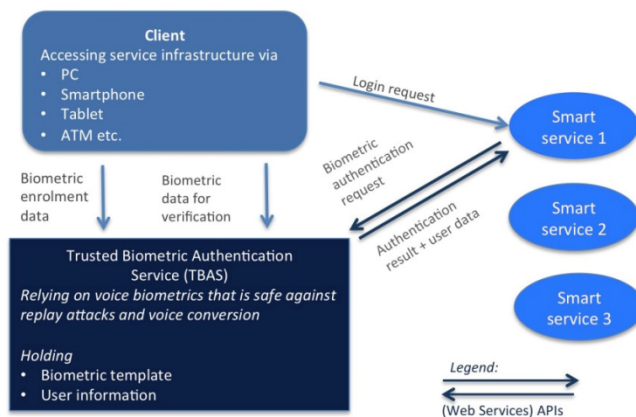 Client
Accessing service infrastructure via
• PC
• Smartphone
• Tablet
• ATM etc.
Login request
Smart
service 1
Biometric
enrolment
data
Biometric
data for
verification
Biometric
authentication
request
Authentication
result + user data
Smart
service 2
Trusted Biometric Authentication
Service (TBAS)
Relying on voice biometrics that is safe against
replay attacks and voice conversion
Holding
• Biometric template
• User information
Smart
service 3
Legend:
(Web Services) APIs